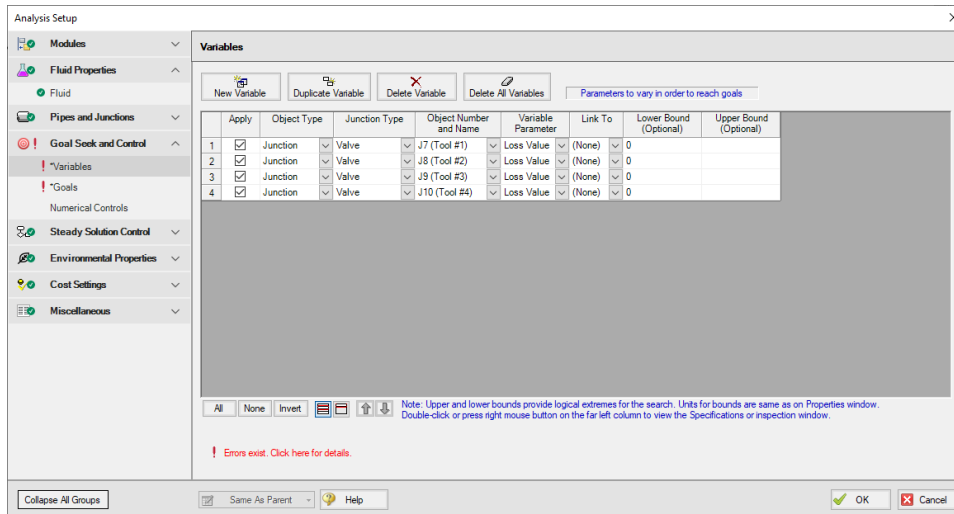 Analysis Setup
Modules
Fluid Properties
Fluid
Pipes and Junctions
Goal Seek and Control
*Variables
*Goals
Numerical Controls
Steady Solution Control
Environmental Properties
Cost Settings
Miscellaneous
Variables
New Variable Duplicate Variable Delete Variable Delete All Variables Parameters to vary in order to reach goals
Apply Object Type Junction Type Object Number and Name Variable Parameter Link To Lower Bound (Optional) Upper Bound (Optional)
1 Junction Valve J7 (Tool #1) Loss Value (None) 0
2 Junction Valve J8 (Tool #2) Loss Value (None) 0
3 Junction Valve J9 (Tool #3) Loss Value (None) 0
4 Junction Valve J10 (Tool #4) Loss Value (None) 0
All None Invert Note: Upper and lower bounds provide logical extremes for the search. Units for bounds are same as on Properties window.
Double-click or press right mouse button on the far left column to view the Specifications or inspection window.
Errors exist. Click here for details.
Collapse All Groups Same As Parent Help OK Cancel